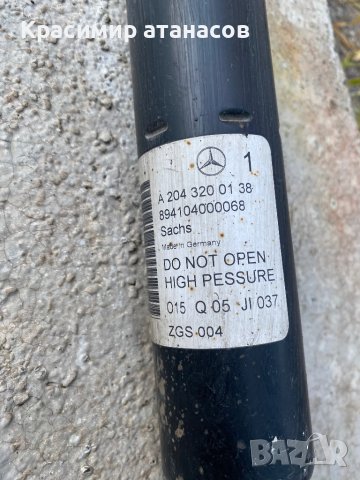 Красимир атанасов
1
A 204 320 01 38
894104000068
Sachs
Made in Germany
DO NOT OPEN
HIGH PESSURE
015 Q 05 JI 037
ZGS 004
BAZAR